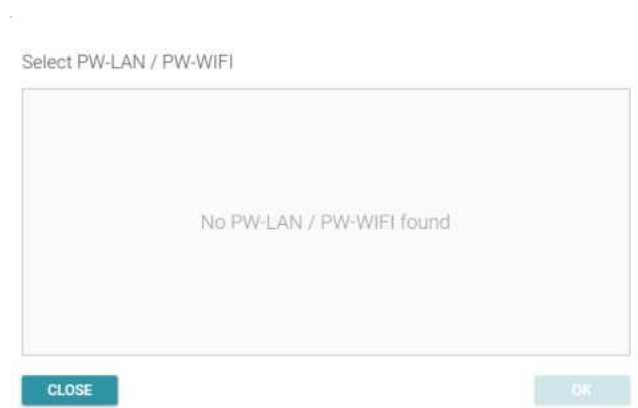 Select PW-LAN / PW-WIFI
No PW-LAN / PW-WIFI found
CLOSE
OK